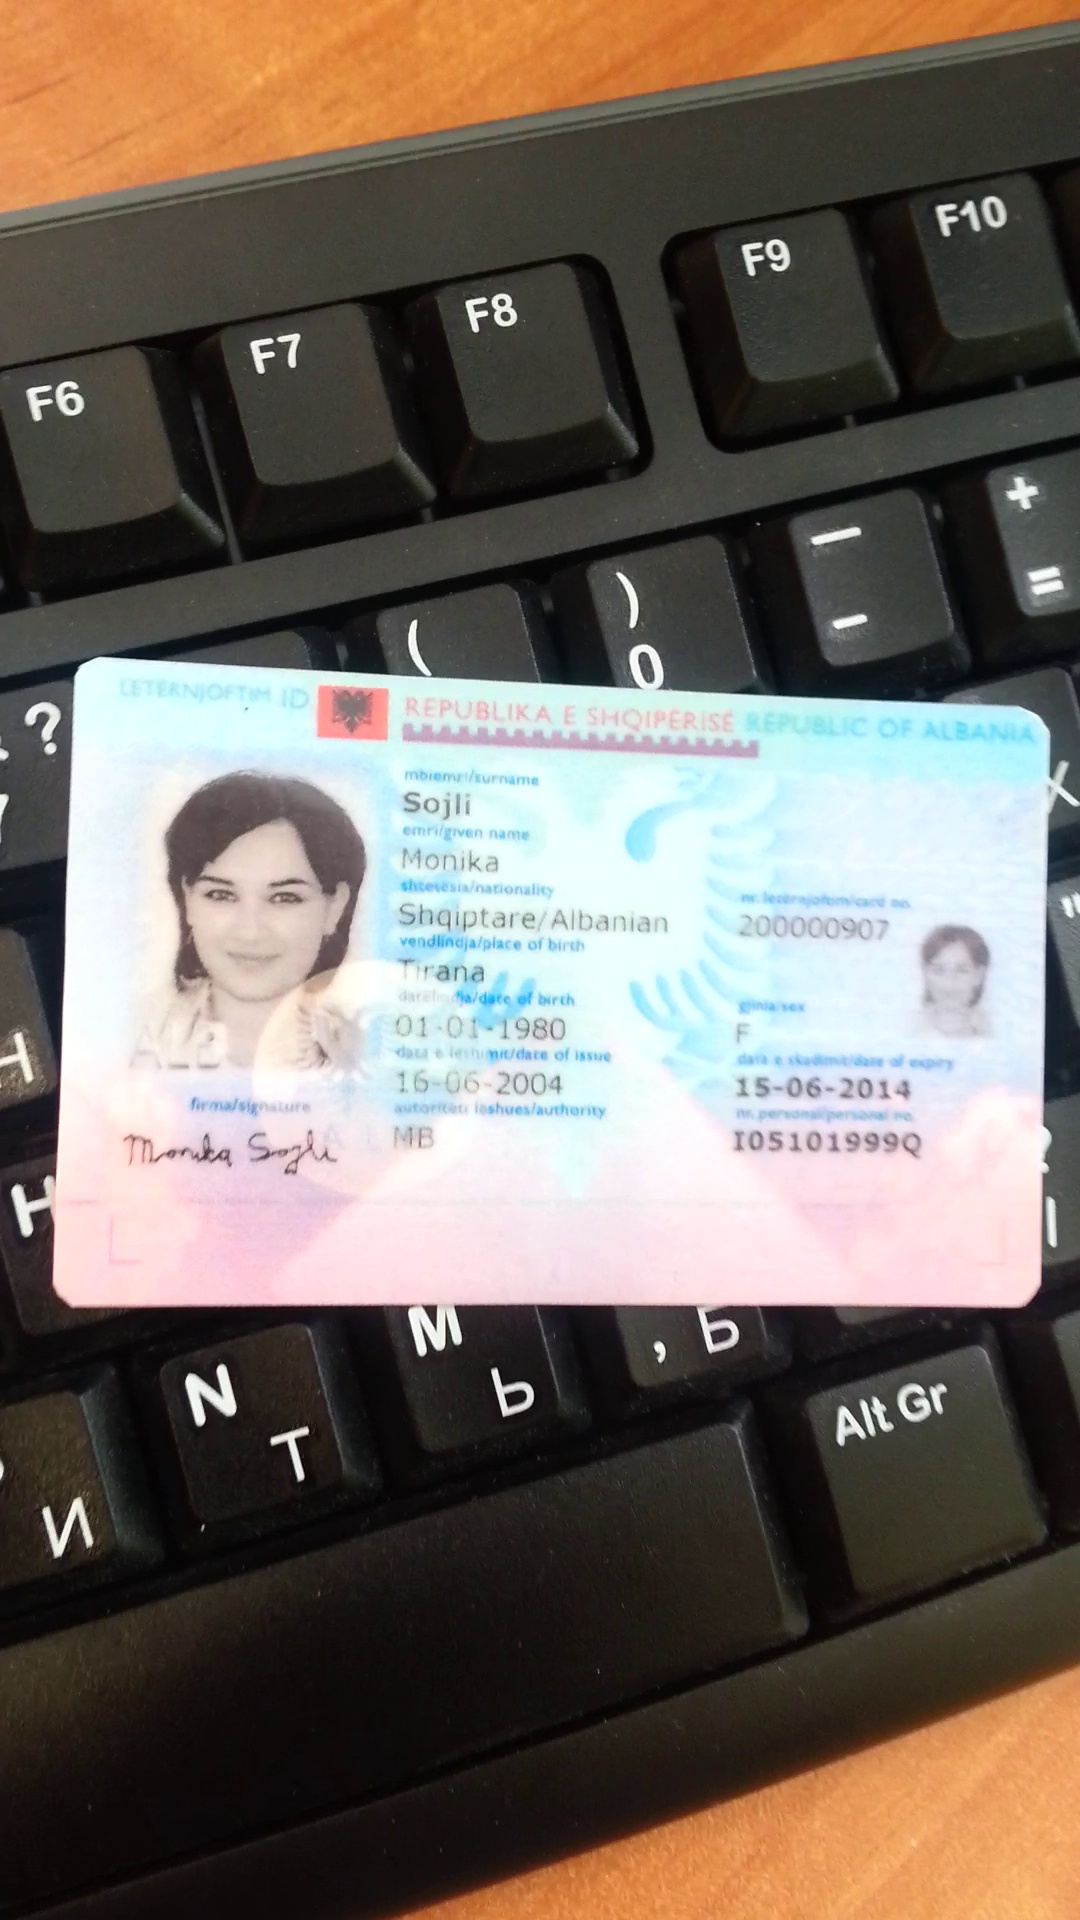 F6 F7 F8 F9 F10
( ) 0 — - + =
?
LETERNJOFTIM ID REPUBLIKA E SHQIPËRISË REPUBLIC OF ALBANIA
mbiemri/surname
Sojli
emri/given name
Monika
shtetësia/nationality
Shqiptare/Albanian
nr. leternjoftim/card no.
200000907
vendlindja/place of birth
Tirana
datëlindja/date of birth
01-01-1980
gjinia/sex
F
data e lëshimit/date of issue
16-06-2004
data e skadimit/date of expiry
15-06-2014
autoriteti lëshues/authority
MB
nr. personal/personal no.
I05101999Q
firma/signature
Monika Sojli
ALB
H
N T M Ь , Б
И
Alt Gr